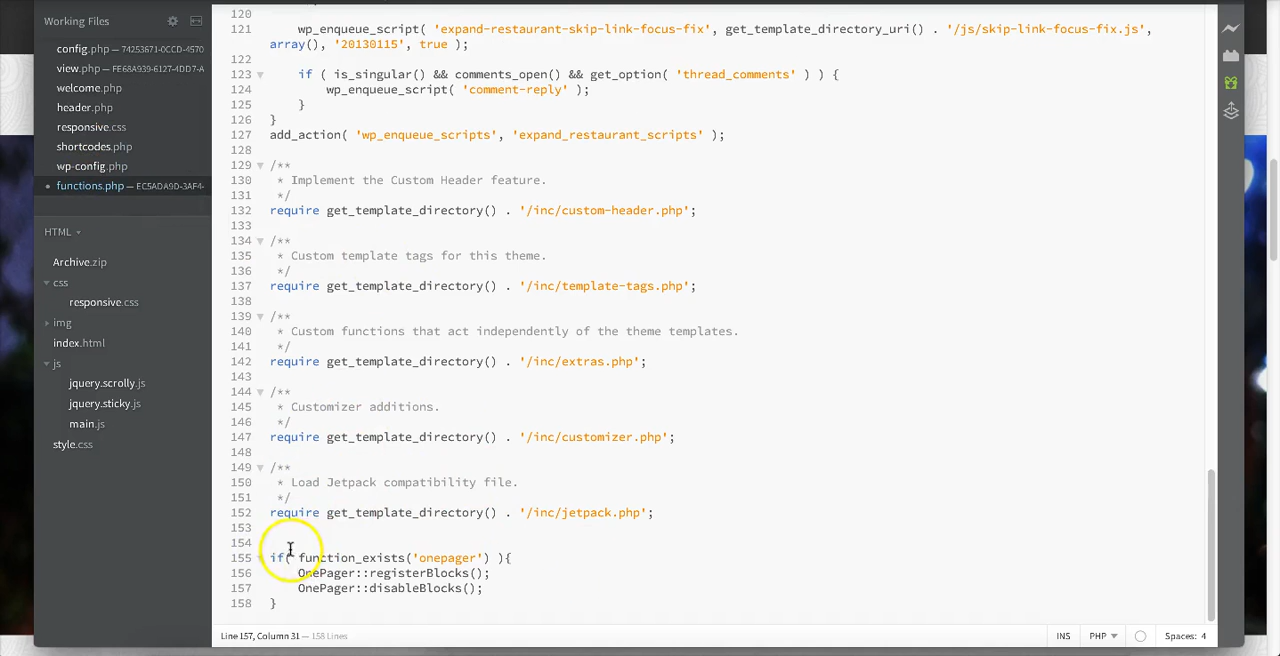 Working Files
config.php — 74253671-0CCD-4570
view.php — FE68A939-6127-4DD7-A
welcome.php
header.php
responsive.css
shortcodes.php
wp-config.php
functions.php — EC5ADA9D-3AF4-
HTML
Archive.zip
css
responsive.css
img
index.html
js
jquery.scrolly.js
jquery.sticky.js
main.js
style.css
120
121 wp_enqueue_script( 'expand-restaurant-skip-link-focus-fix', get_template_directory_uri() . '/js/skip-link-focus-fix.js',
array(), '20130115', true );
122
123 if ( is_singular() && comments_open() && get_option( 'thread_comments' ) ) {
124 wp_enqueue_script( 'comment-reply' );
125 }
126 }
127 add_action( 'wp_enqueue_scripts', 'expand_restaurant_scripts' );
128
129 /**
130 * Implement the Custom Header feature.
131 */
132 require get_template_directory() . '/inc/custom-header.php';
133
134 /**
135 * Custom template tags for this theme.
136 */
137 require get_template_directory() . '/inc/template-tags.php';
138
139 /**
140 * Custom functions that act independently of the theme templates.
141 */
142 require get_template_directory() . '/inc/extras.php';
143
144 /**
145 * Customizer additions.
146 */
147 require get_template_directory() . '/inc/customizer.php';
148
149 /**
150 * Load Jetpack compatibility file.
151 */
152 require get_template_directory() . '/inc/jetpack.php';
153
154
155 if( function_exists('onepager') ){
156 OnePager::registerBlocks();
157 OnePager::disableBlocks();
158 }
Line 157, Column 31 — 158 Lines
INS
PHP
Spaces: 4